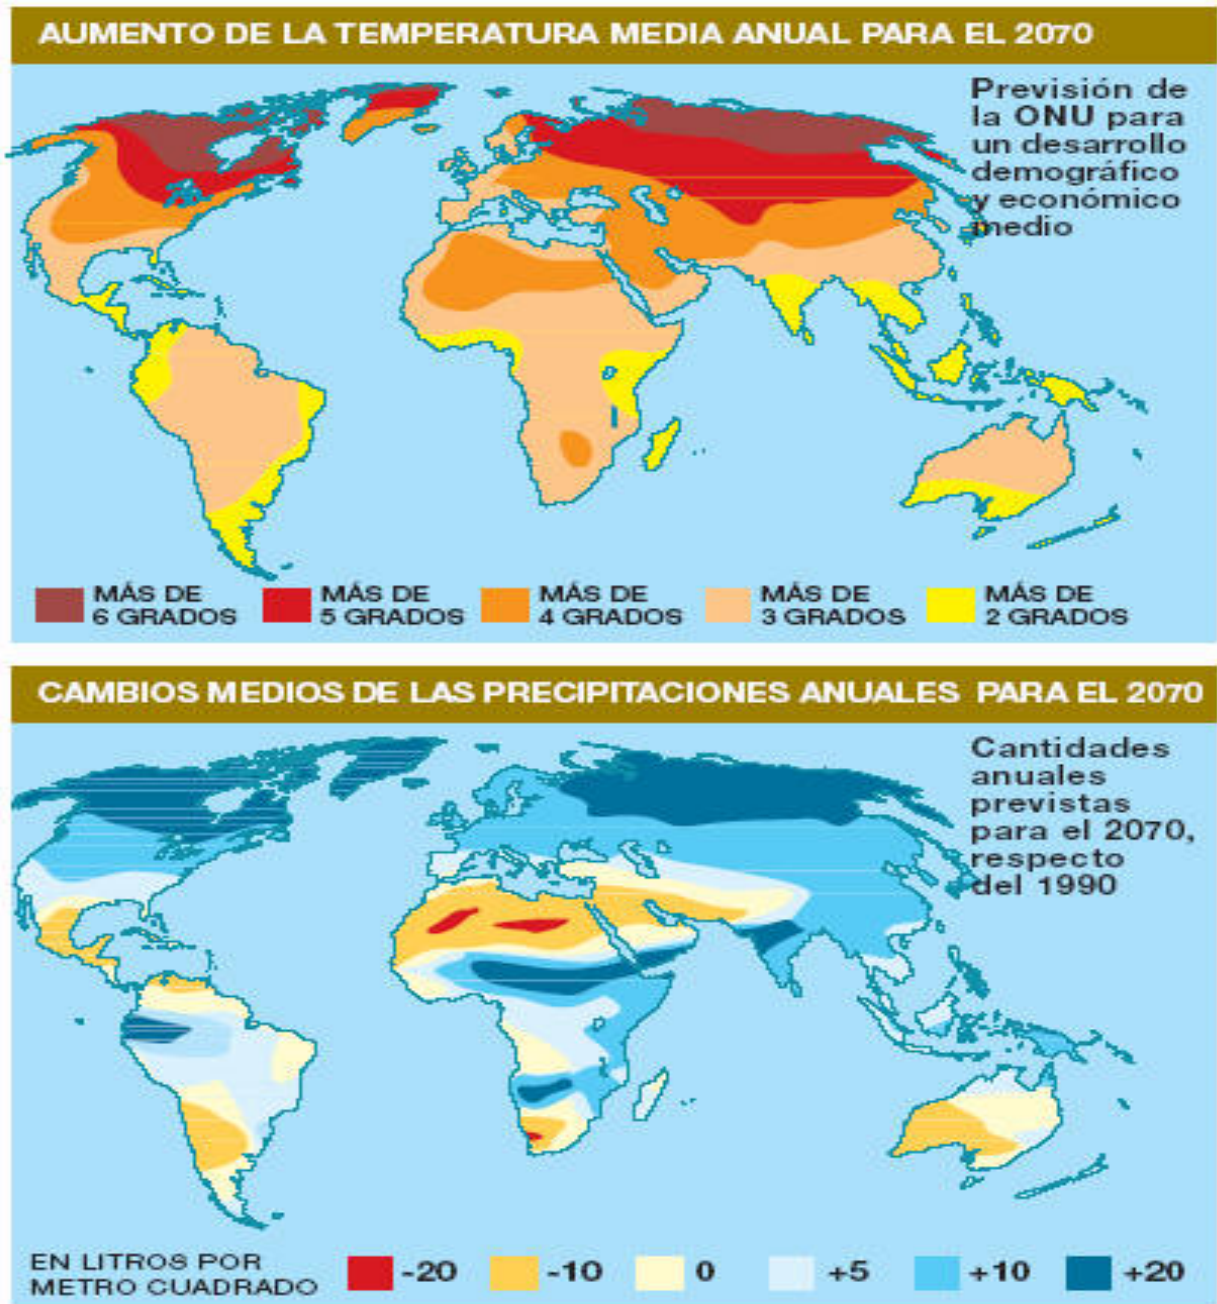 AUMENTO DE LA TEMPERATURA MEDIA ANUAL PARA EL 2070
Previsión de
la ONU para
un desarrollo
demográfico
y económico
medio
MÁS DE
6 GRADOS
MÁS DE
5 GRADOS
MÁS DE
4 GRADOS
MÁS DE
3 GRADOS
MÁS DE
2 GRADOS
CAMBIOS MEDIOS DE LAS PRECIPITACIONES ANUALES PARA EL 2070
Cantidades
anuales
previstas
para el 2070,
respecto
del 1990
EN LITROS POR
METRO CUADRADO
-20
-10
0
+5
+10
+20